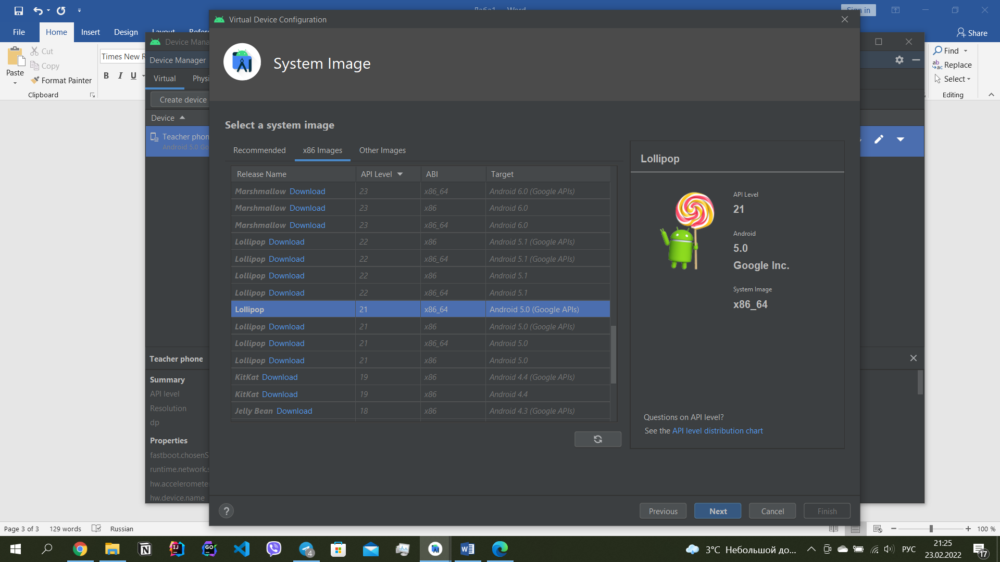 Word
Sign in
File
Home
Insert
Design
Share
Cut
Copy
Paste
Format Painter
Clipboard
Times New R
B I U
Find
Replace
Select
Editing
Device Mana
Device Manager
Virtual
Physi
Create device
Device
Teacher phon
Android 5.0 Go
Teacher phone
Summary
API level
Resolution
dp
Properties
fastboot.chosenS
runtime.network.s
hw.acceleromete
hw.device.name
Virtual Device Configuration
System Image
Select a system image
Recommended x86 Images Other Images
Release Name API Level ABI Target
Marshmallow Download 23 x86_64 Android 6.0 (Google APIs)
Marshmallow Download 23 x86 Android 6.0
Marshmallow Download 23 x86_64 Android 6.0
Lollipop Download 22 x86 Android 5.1 (Google APIs)
Lollipop Download 22 x86_64 Android 5.1 (Google APIs)
Lollipop Download 22 x86 Android 5.1
Lollipop Download 22 x86_64 Android 5.1
Lollipop 21 x86_64 Android 5.0 (Google APIs)
Lollipop Download 21 x86 Android 5.0 (Google APIs)
Lollipop Download 21 x86_64 Android 5.0
Lollipop Download 21 x86 Android 5.0
KitKat Download 19 x86 Android 4.4 (Google APIs)
KitKat Download 19 x86 Android 4.4
Jelly Bean Download 18 x86 Android 4.3 (Google APIs)
Lollipop
API Level
21
Android
5.0
Google Inc.
System Image
x86_64
Questions on API level?
See the API level distribution chart
?
Previous Next Cancel Finish
Page 3 of 3 129 words Russian
100 %
4
3°C Небольшой до...
РУС
21:25
23.02.2022
17